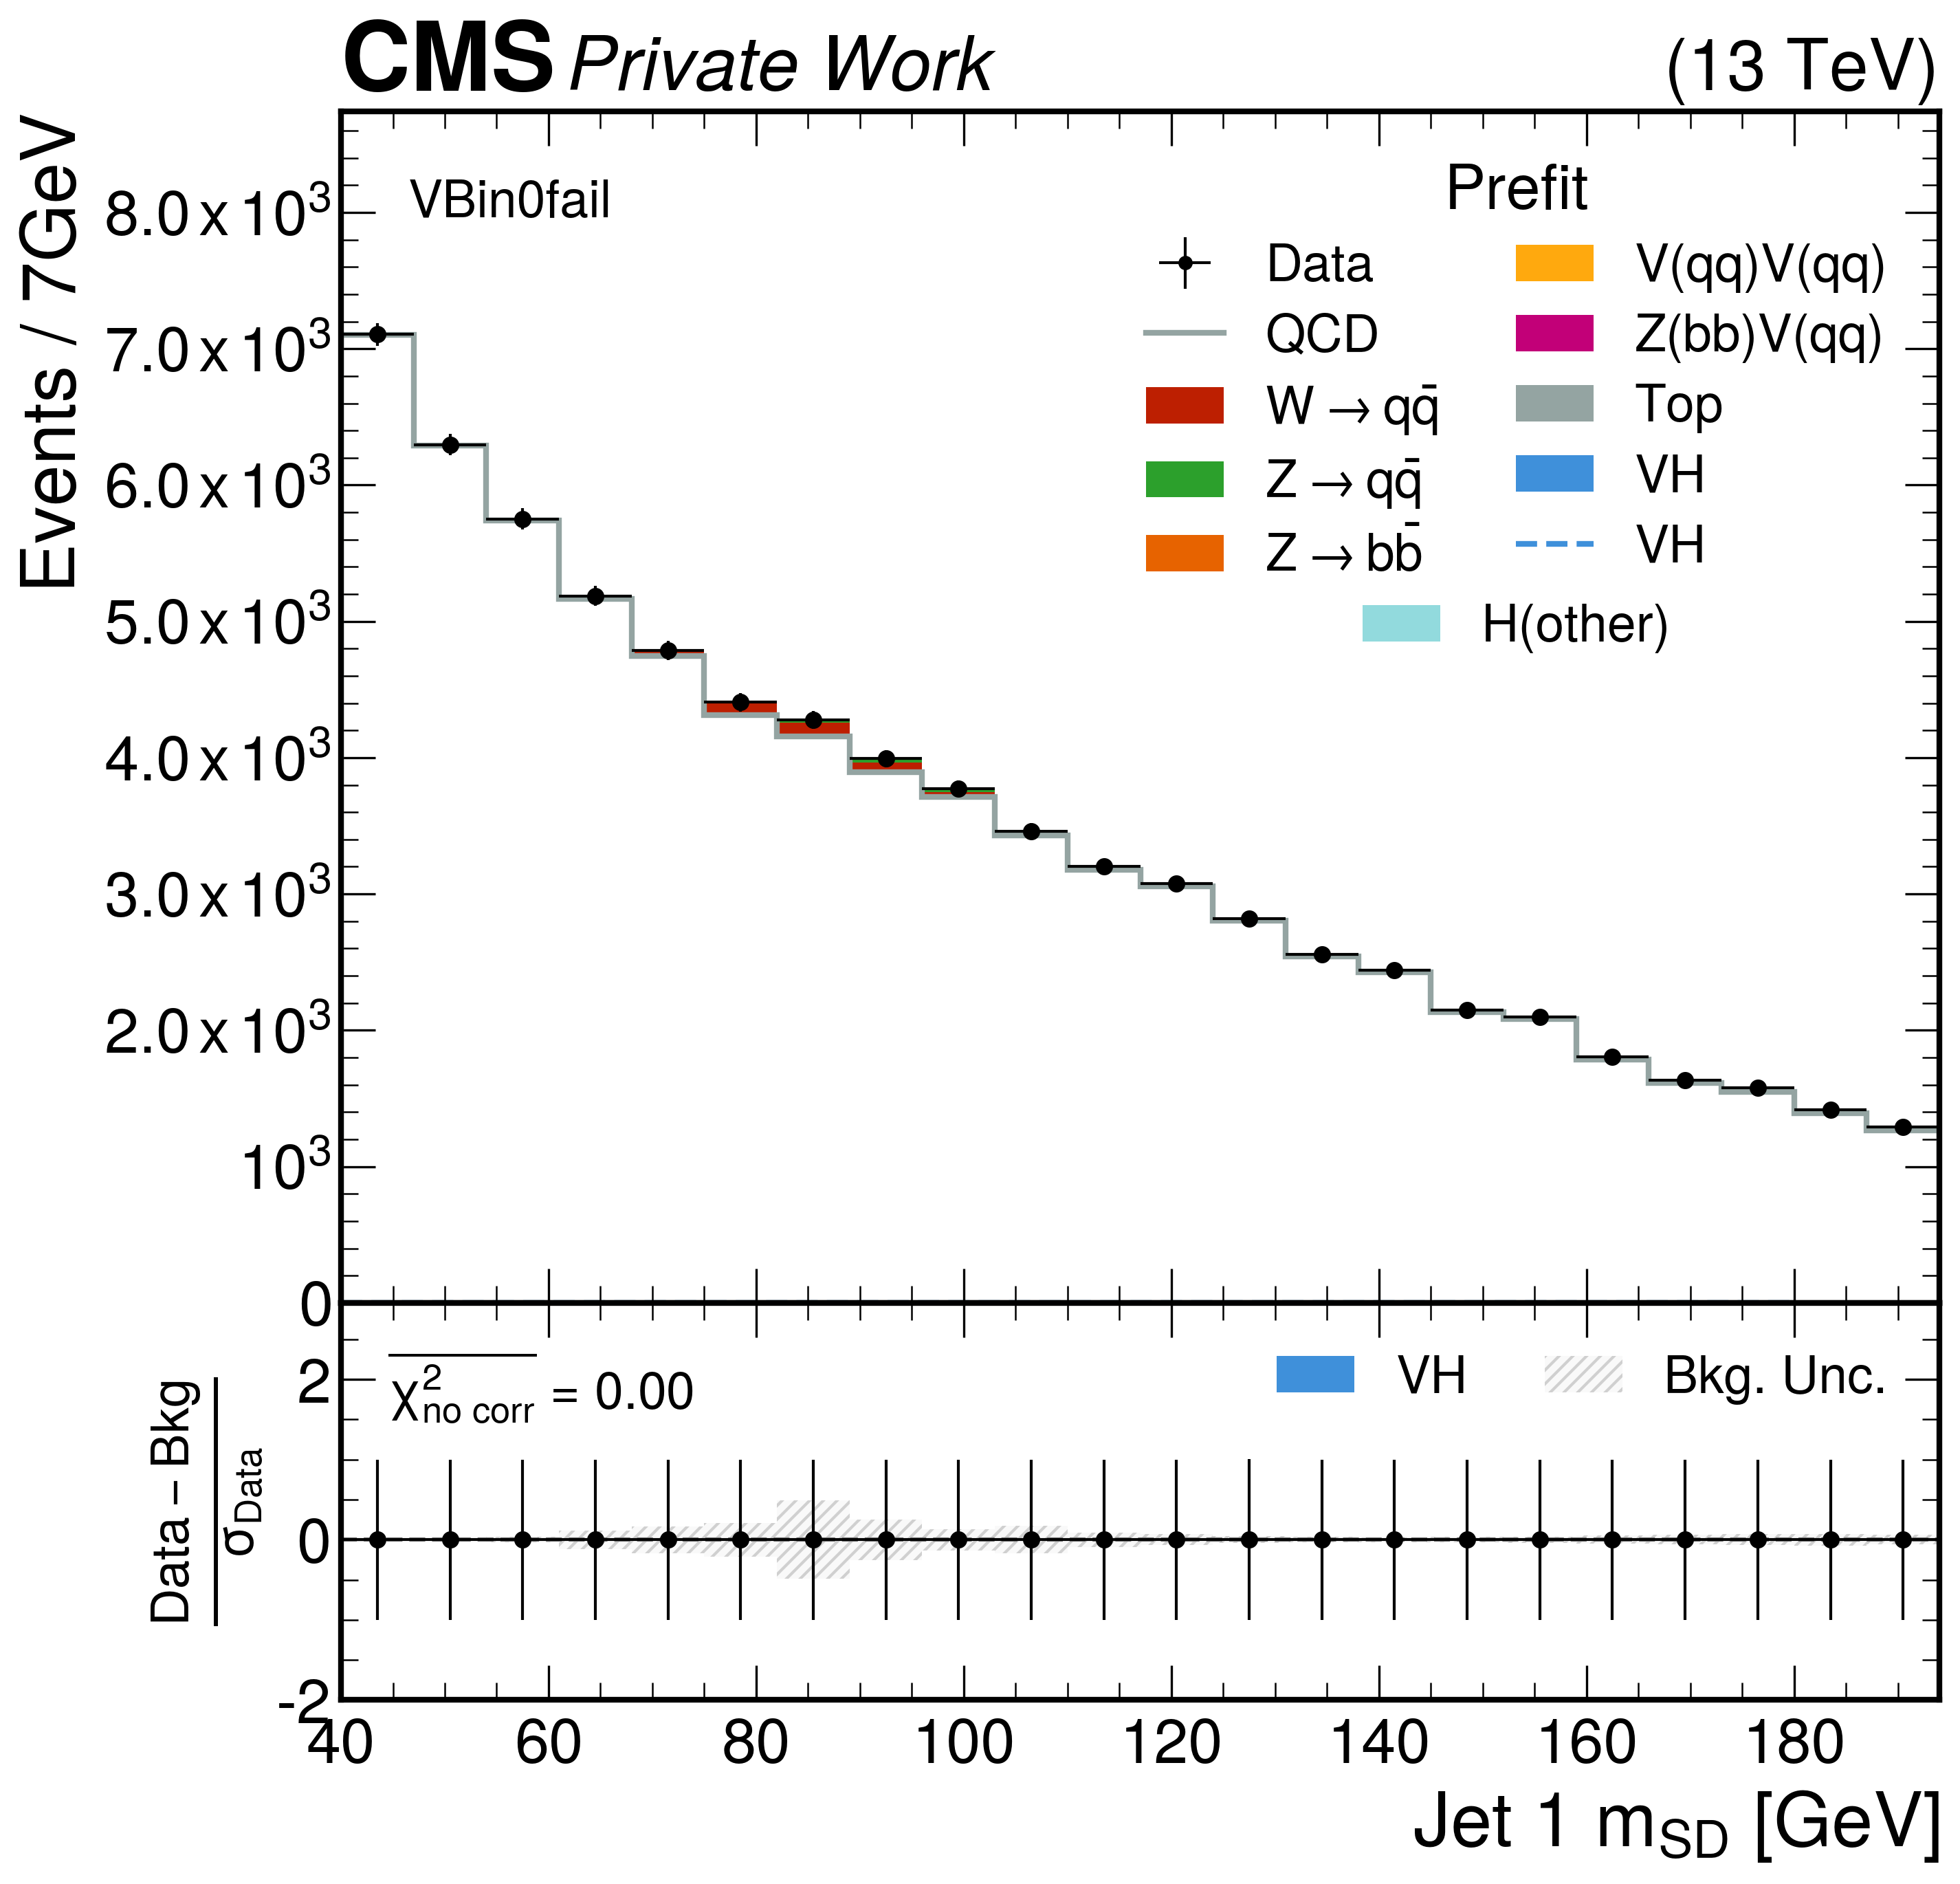 CMS Private Work (13 TeV)
Events / 7GeV
8.0 x 10³
7.0 x 10³
6.0 x 10³
5.0 x 10³
4.0 x 10³
3.0 x 10³
2.0 x 10³
10³
0
VBin0fail
Prefit
Data
QCD
W → qq̄
Z → qq̄
Z → bb̄
V(qq)V(qq)
Z(bb)V(qq)
Top
VH
VH
H(other)
Data – Bkg
σ_Data
2
0
-2
χ²_no corr = 0.00
VH
Bkg. Unc.
40 60 80 100 120 140 160 180
Jet 1 m_SD [GeV]